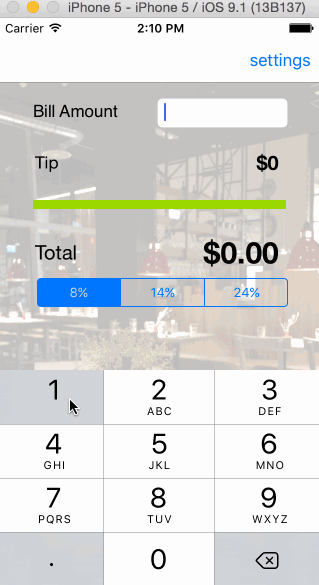 iPhone 5 - iPhone 5 / iOS 9.1 (13B137)
Carrier 2:10 PM
settings
Bill Amount
Tip $0
Total $0.00
8% 14% 24%
1 2 3
ABC DEF
4 5 6
GHI JKL MNO
7 8 9
PQRS TUV WXYZ
. 0